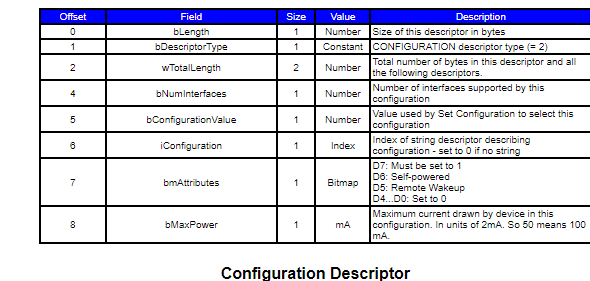 Offset Field Size Value Description
0 bLength 1 Number Size of this descriptor in bytes
1 bDescriptorType 1 Constant CONFIGURATION descriptor type (= 2)
2 wTotalLength 2 Number Total number of bytes in this descriptor and all
the following descriptors.
4 bNumInterfaces 1 Number Number of interfaces supported by this
configuration
5 bConfigurationValue 1 Number Value used by Set Configuration to select this
configuration
6 iConfiguration 1 Index Index of string descriptor describing
configuration - set to 0 if no string
7 bmAttributes 1 Bitmap D7: Must be set to 1
D6: Self-powered
D5: Remote Wakeup
D4...D0: Set to 0
8 bMaxPower 1 mA Maximum current drawn by device in this
configuration. In units of 2mA. So 50 means 100
mA.
Configuration Descriptor